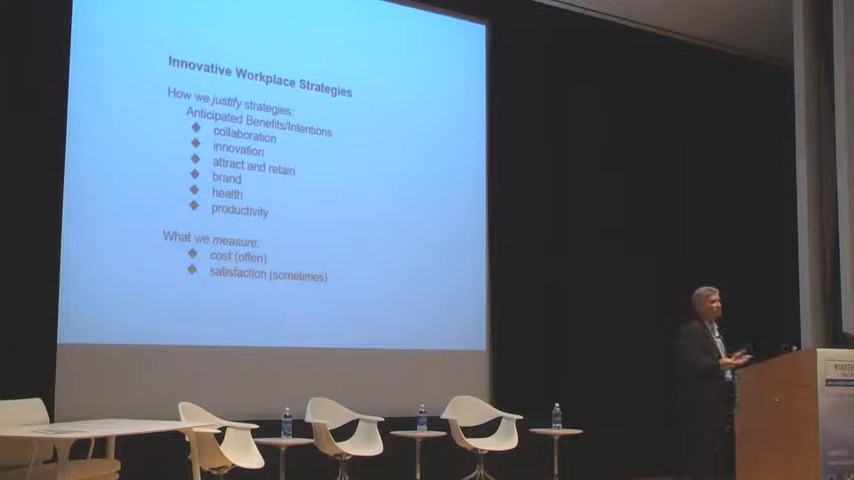 Innovative Workplace Strategies
How we justify strategies:
Anticipated Benefits/Intentions
◆ collaboration
◆ innovation
◆ attract and retain
◆ brand
◆ health
◆ productivity
What we measure:
◆ cost (often)
◆ satisfaction (sometimes)